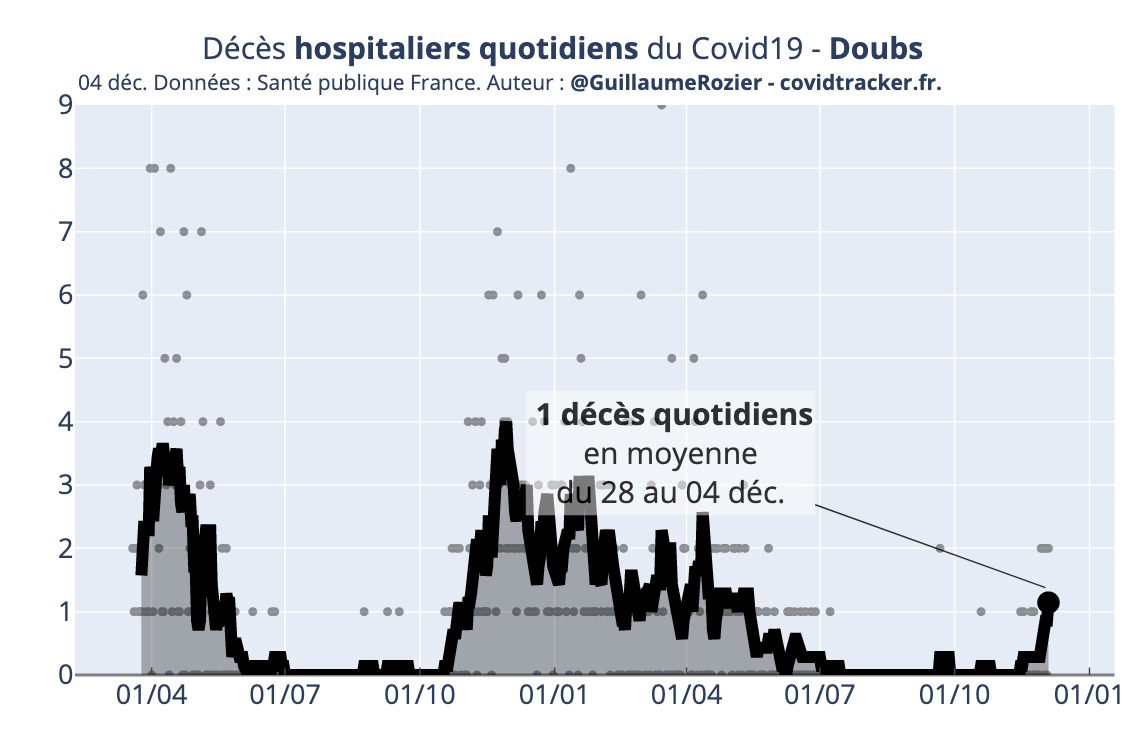 Décès hospitaliers quotidiens du Covid19 - Doubs
04 déc. Données : Santé publique France. Auteur : @GuillaumeRozier - covidtracker.fr.
9
8
7
6
5
4
3
2
1
0
1 décès quotidiens
en moyenne
du 28 au 04 déc.
01/04 01/07 01/10 01/01 01/04 01/07 01/10 01/01